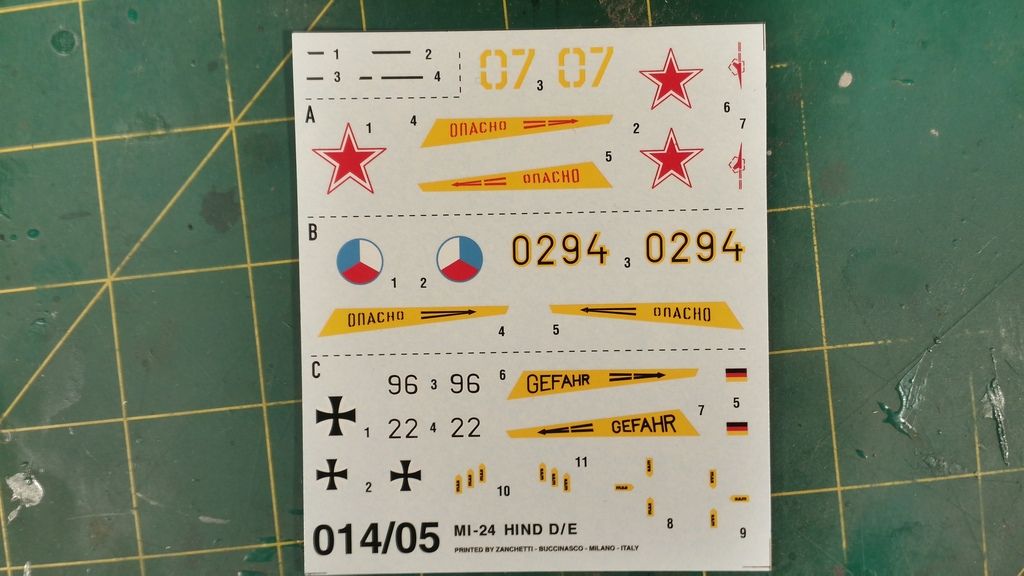 1 2
3 4
07 3 07
6
A 1 4 ОПАСНО 2 7
5 ОПАСНО
B 0294 3 0294
1 2
ОПАСНО 4 5 ОПАСНО
C 96 3 96 6 GEFAHR 5
1 22 4 22 GEFAHR 7
2 10 11 8 9
014/05 MI-24 HIND D/E
PRINTED BY ZANCHETTI - BUCCINASCO - MILANO - ITALY